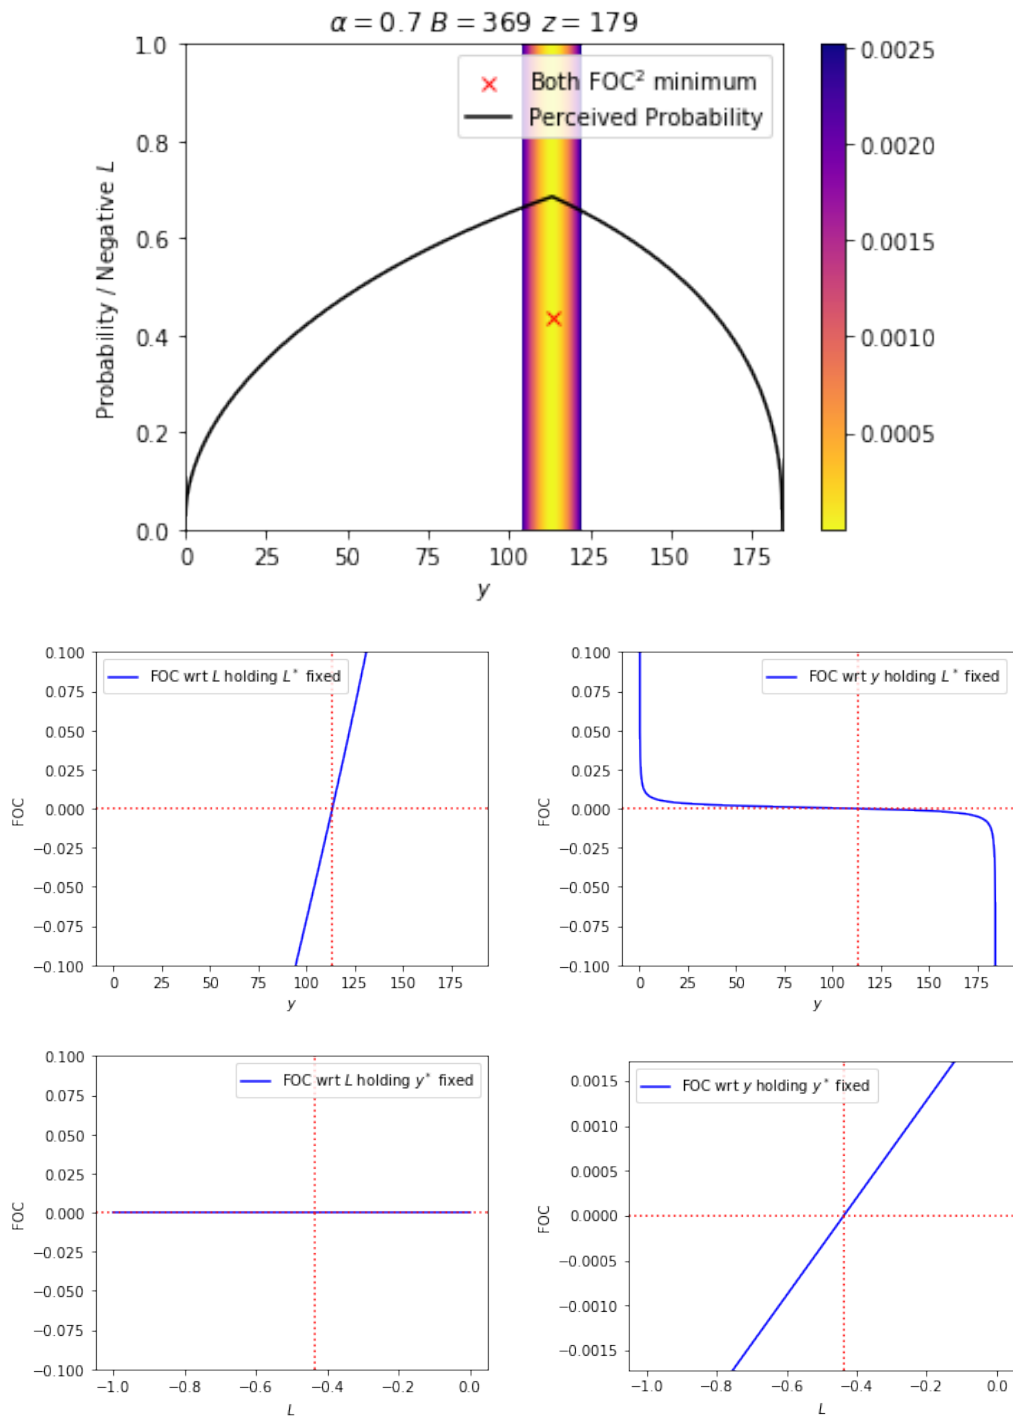 α = 0.7 B = 369 z = 179
1.0
0.8
0.6
0.4
0.2
0.0
Probability / Negative L
Both FOC² minimum
Perceived Probability
0 25 50 75 100 125 150 175
y
0.0025
0.0020
0.0015
0.0010
0.0005
0.100
0.075
0.050
0.025
0.000
−0.025
−0.050
−0.075
−0.100
FOC
FOC wrt L holding L* fixed
0 25 50 75 100 125 150 175
y
0.100
0.075
0.050
0.025
0.000
−0.025
−0.050
−0.075
−0.100
FOC
FOC wrt y holding L* fixed
0 25 50 75 100 125 150 175
y
0.100
0.075
0.050
0.025
0.000
−0.025
−0.050
−0.075
−0.100
FOC
FOC wrt L holding y* fixed
−1.0 −0.8 −0.6 −0.4 −0.2 0.0
L
0.0015
0.0010
0.0005
0.0000
−0.0005
−0.0010
−0.0015
FOC
FOC wrt y holding y* fixed
−1.0 −0.8 −0.6 −0.4 −0.2 0.0
L